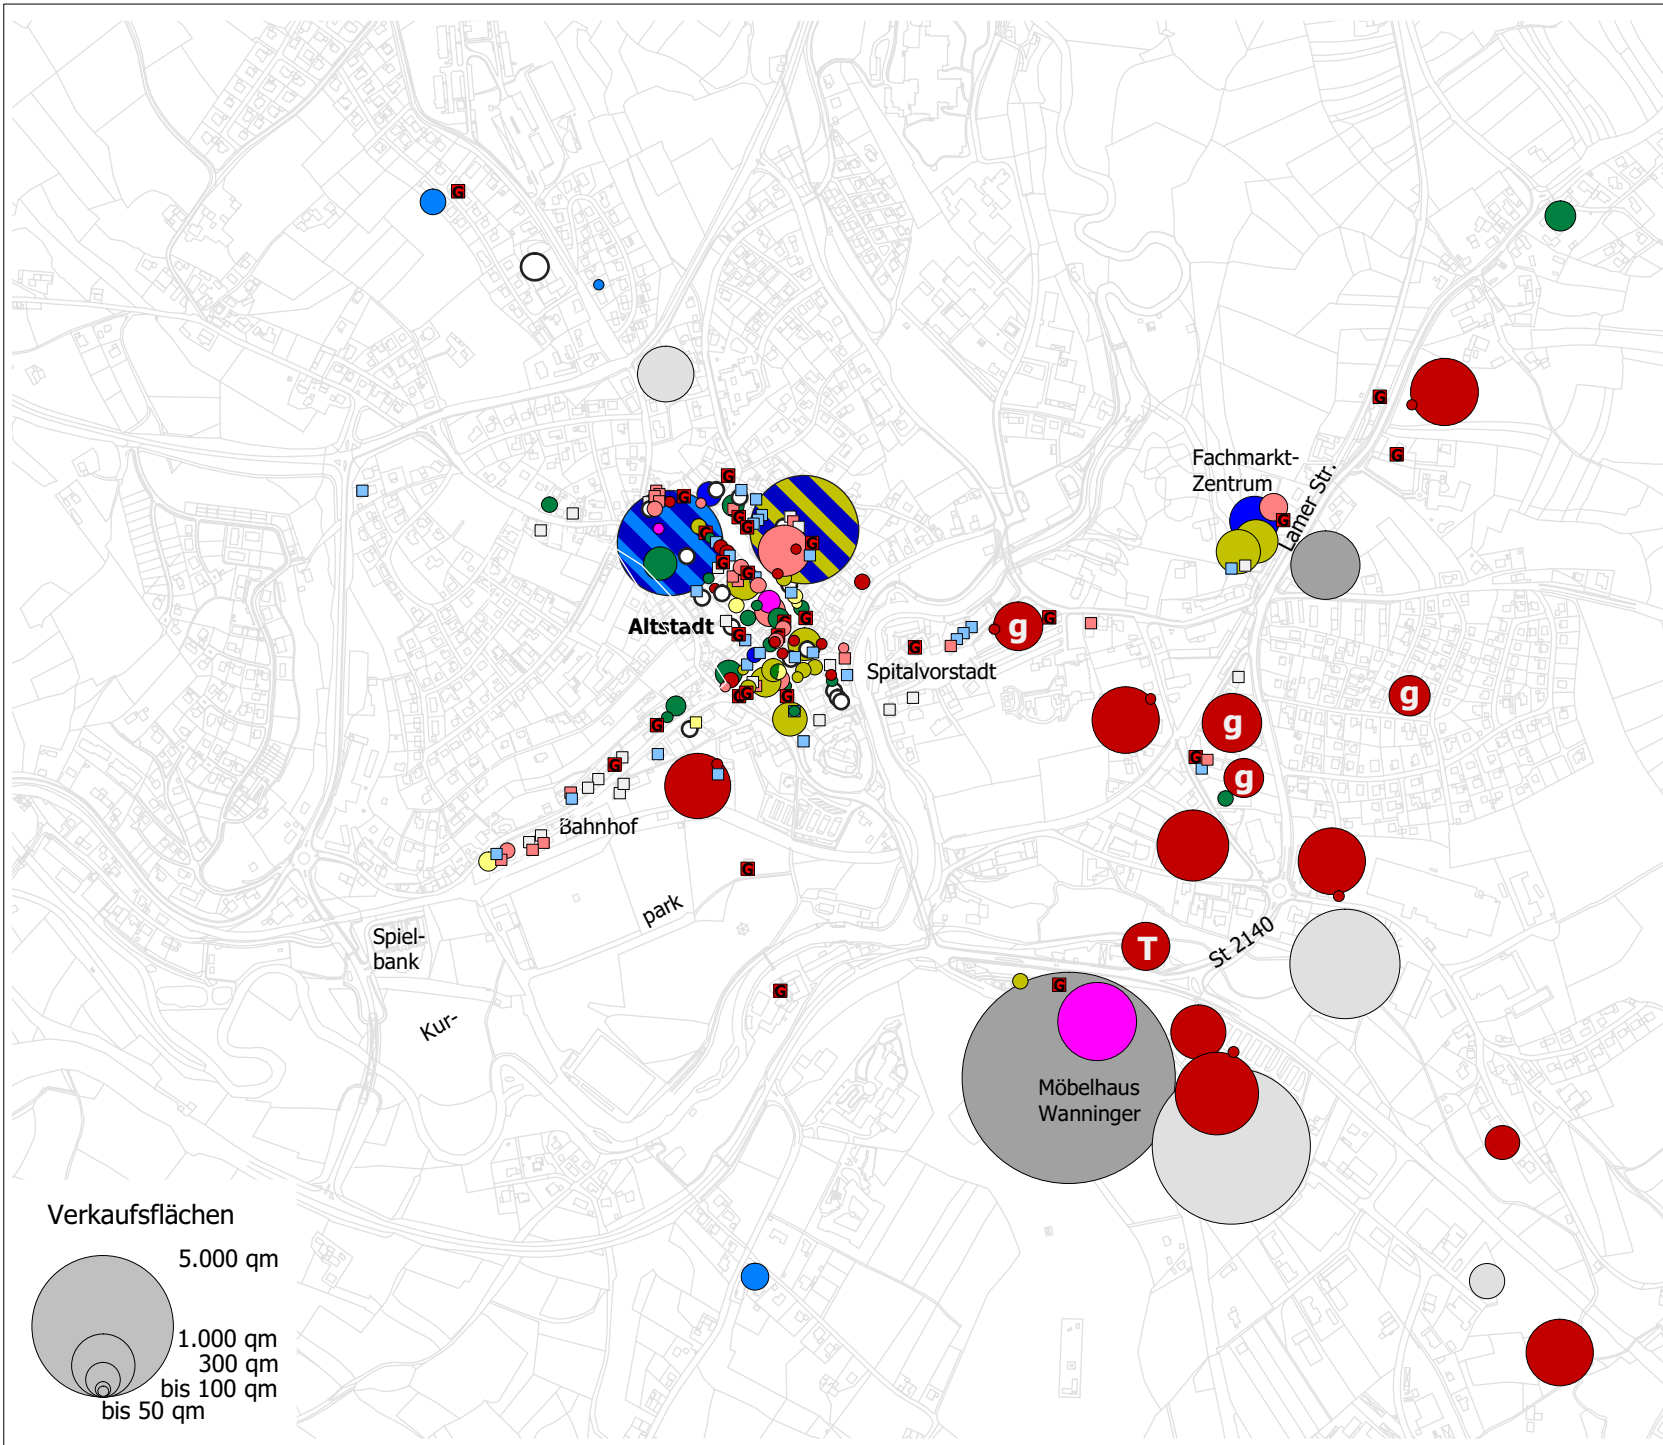 G
G
Fachmarkt-
Zentrum
Lamer Str.
G
G
G
G
G
G
G
G
G
G
G
Altstadt
G
G
G
g
G
G
Spitalvorstadt
G
G
G
G
g
g
G
G
g
Bahnhof
G
park
Spiel-
bank
Kur-
T
St 2140
G
G
Möbelhaus
Wanninger
Verkaufsflächen
5.000 qm
1.000 qm
300 qm
bis 100 qm
bis 50 qm